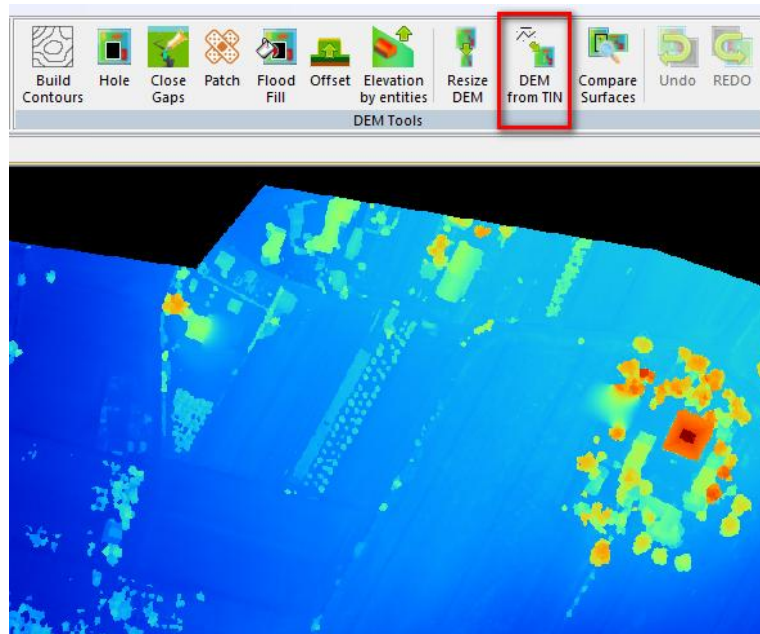 Build Contours
Hole
Close Gaps
Patch
Flood Fill
Offset
Elevation by entities
Resize DEM
DEM from TIN
Compare Surfaces
Undo
REDO
DEM Tools